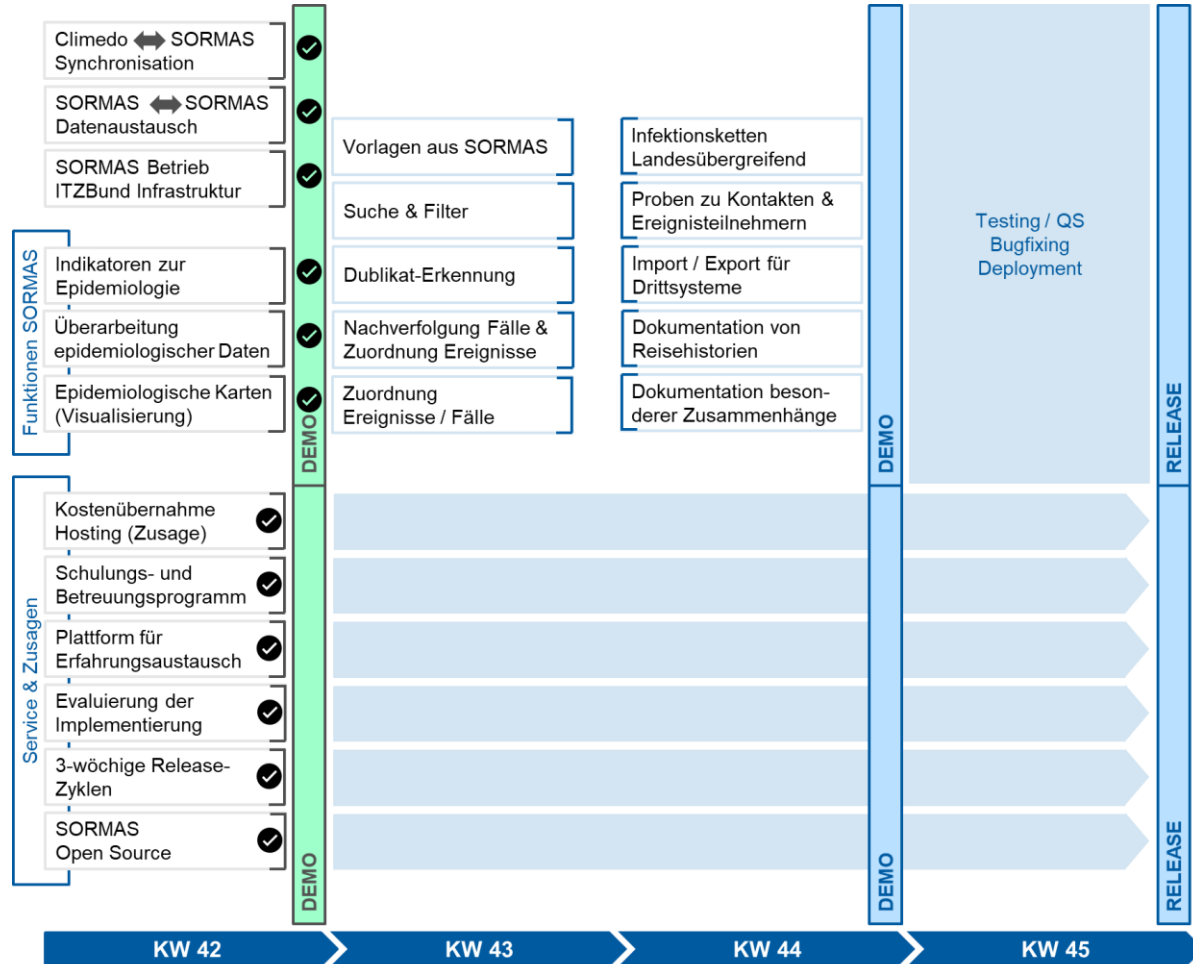 Climedo SORMAS
Synchronisation
SORMAS SORMAS
Datenaustausch
SORMAS Betrieb
ITZBund Infrastruktur
Funktionen SORMAS
Indikatoren zur
Epidemiologie
Überarbeitung
epidemiologischer Daten
Epidemiologische Karten
(Visualisierung)
DEMO
Vorlagen aus SORMAS
Suche & Filter
Dublikat-Erkennung
Nachverfolgung Fälle &
Zuordnung Ereignisse
Zuordnung
Ereignisse / Fälle
Infektionsketten
Landesübergreifend
Proben zu Kontakten &
Ereignisteilnehmern
Import / Export für
Drittsysteme
Dokumentation von
Reisehistorien
Dokumentation beson-
derer Zusammenhänge
DEMO
Testing / QS
Bugfixing
Deployment
RELEASE
Service & Zusagen
Kostenübernahme
Hosting (Zusage)
Schulungs- und
Betreuungsprogramm
Plattform für
Erfahrungsaustausch
Evaluierung der
Implementierung
3-wöchige Release-
Zyklen
SORMAS
Open Source
DEMO
DEMO
RELEASE
KW 42
KW 43
KW 44
KW 45